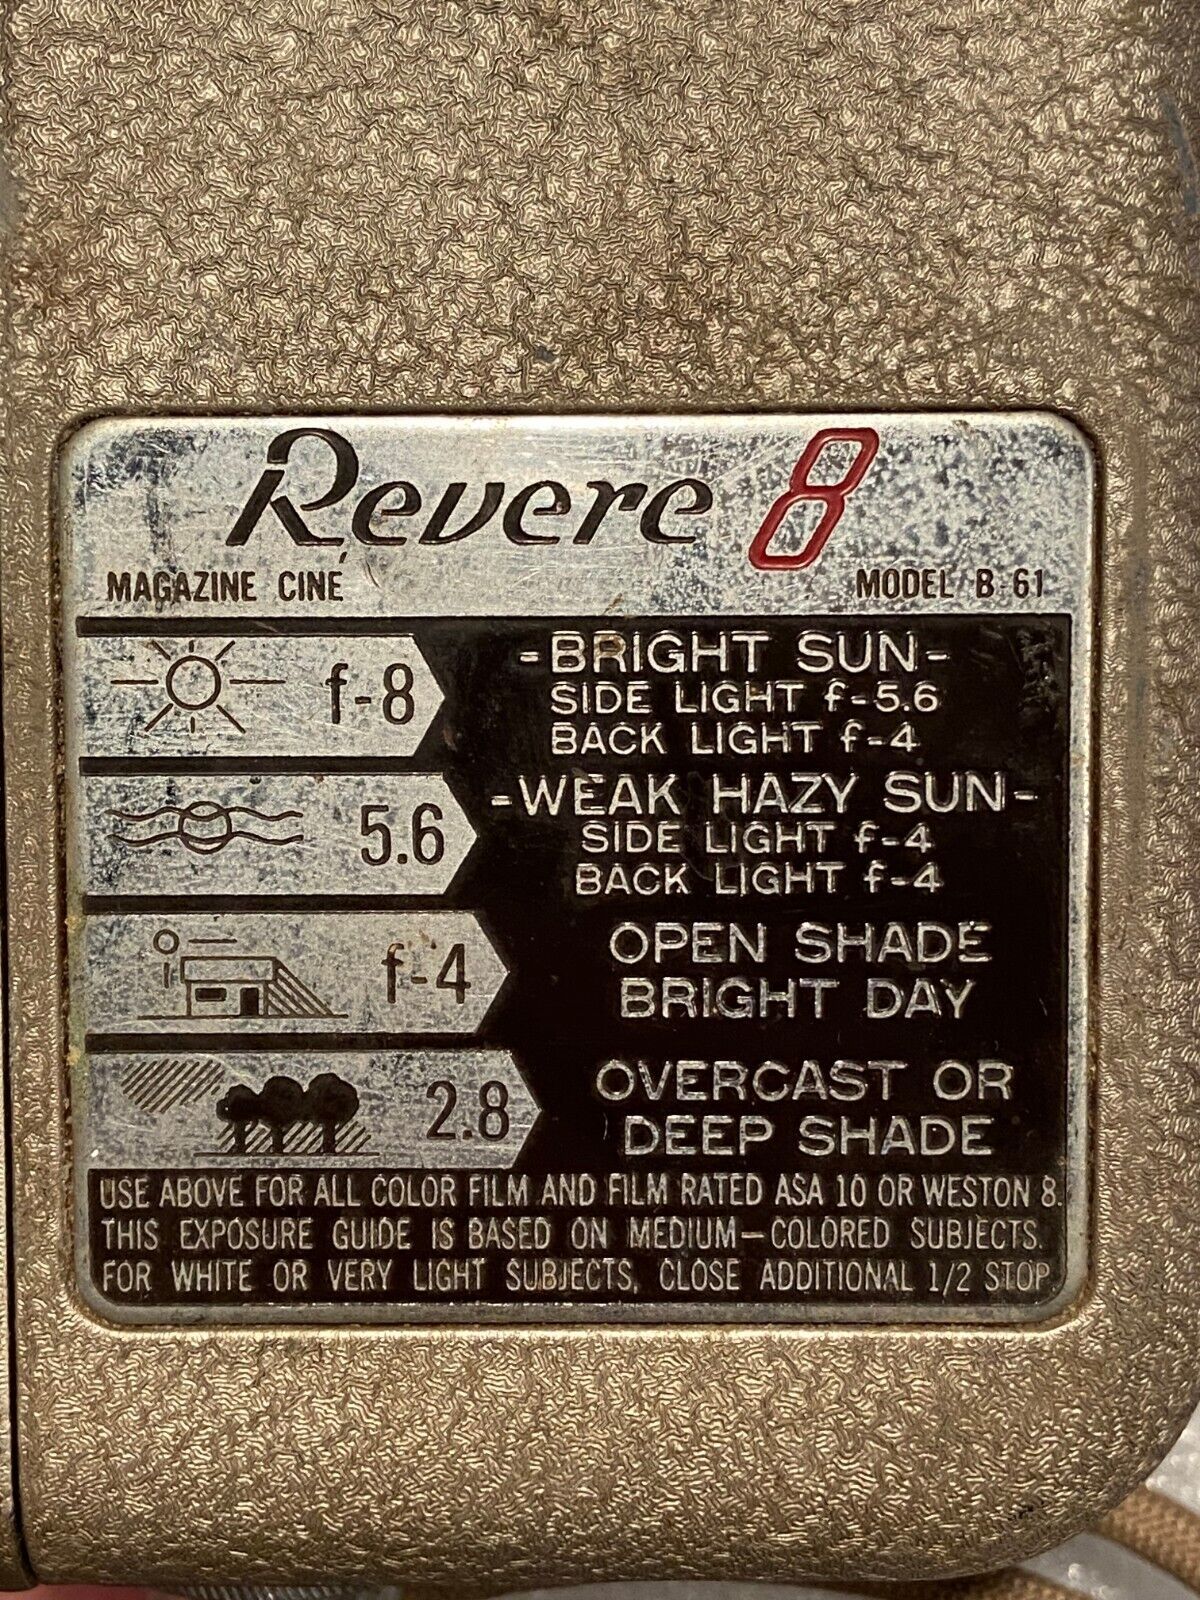 Revere 8
MAGAZINE CINÉ MODEL B-61
f-8 -BRIGHT SUN-
SIDE LIGHT f-5.6
BACK LIGHT f-4
5.6 -WEAK HAZY SUN-
SIDE LIGHT f-4
BACK LIGHT f-4
f-4 OPEN SHADE
BRIGHT DAY
2.8 OVERCAST OR
DEEP SHADE
USE ABOVE FOR ALL COLOR FILM AND FILM RATED ASA 10 OR WESTON 8.
THIS EXPOSURE GUIDE IS BASED ON MEDIUM-COLORED SUBJECTS.
FOR WHITE OR VERY LIGHT SUBJECTS, CLOSE ADDITIONAL 1/2 STOP